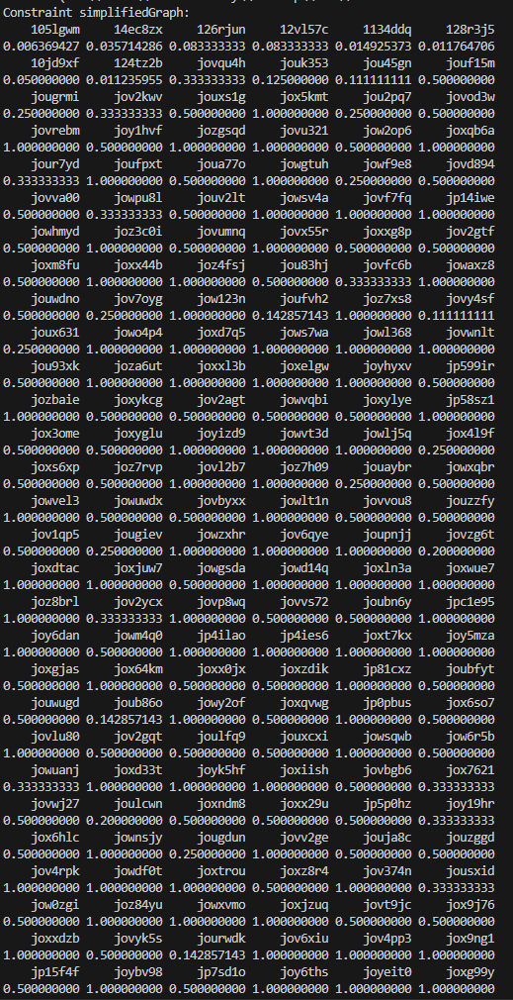 Constraint simplifiedGraph:
105lgwm 14ec8zx 126rjun 12vl57c 1134ddq 128r3j5
0.006369427 0.035714286 0.083333333 0.083333333 0.014925373 0.011764706
10jd9xf 124tz2b jovqu4h jouk353 jou45gn jouf15m
0.050000000 0.011235955 0.333333333 0.125000000 0.111111111 0.500000000
jougrmi jov2kwv jouxs1g jox5kmt jou2pq7 jovod3w
0.250000000 0.333333333 0.500000000 1.000000000 0.250000000 0.500000000
jovrebm joy1hvf jozgsqd jovu321 jow2op6 joxqb6a
1.000000000 0.500000000 1.000000000 0.500000000 1.000000000 1.000000000
jour7yd joufpxt joua77o jowgtuh jowf9e8 jovd894
0.333333333 1.000000000 0.500000000 1.000000000 0.250000000 0.500000000
jovva00 jowpu8l jouv2lt jowsv4a jovf7fq jp14iwe
0.500000000 0.333333333 0.500000000 1.000000000 1.000000000 1.000000000
jowhmyd joz3c0i jovumnq jovx55r joxxg8p jov2gtf
0.500000000 1.000000000 0.500000000 1.000000000 0.500000000 0.500000000
joxm8fu joxx44b joz4fsj jou83hj jovfc6b jowaxz8
0.500000000 1.000000000 1.000000000 0.500000000 0.333333333 1.000000000
jouwdno jov7oyg jow123n joufvh2 joz7xs8 jovy4sf
0.500000000 0.250000000 1.000000000 0.142857143 1.000000000 0.111111111
joux631 jowo4p4 joxd7q5 jows7wa jowl368 jovwnlt
0.250000000 1.000000000 1.000000000 1.000000000 1.000000000 1.000000000
jou93xk joza6ut joxxl3b joxelgw joyhyxv jp599ir
0.500000000 1.000000000 1.000000000 0.500000000 1.000000000 1.000000000
jozbaie joxykcg jov2agt jowvqbi joxylye jp58sz1
1.000000000 0.500000000 0.500000000 0.500000000 0.500000000 1.000000000
jox3ome joxyglu joyizd9 jowvt3d jowlj5q jox4l9f
0.500000000 0.500000000 1.000000000 1.000000000 1.000000000 0.250000000
joxs6xp joz7rvp jovl2b7 joz7h09 jouaybr jowxqbr
0.500000000 0.500000000 1.000000000 1.000000000 0.250000000 0.500000000
jowvel3 jowuwdx jovbyxx jowlt1n jovvou8 jouzzfy
1.000000000 0.500000000 0.500000000 0.500000000 0.500000000 0.500000000
jov1qp5 jougiev jowzxhr jov6qye joupnjj jovzg6t
0.500000000 0.250000000 1.000000000 1.000000000 1.000000000 0.200000000
joxdtac joxjuw7 jowgsda jowd14q joxln3a joxwue7
1.000000000 1.000000000 1.000000000 0.500000000 1.000000000 1.000000000
joz8brl jov2ycx jovp8wq jovvs72 joubn6y jpc1e95
1.000000000 0.333333333 0.500000000 1.000000000 1.000000000 1.000000000
joy6dan jowm4q0 jp4ilao jp4ies6 joxt7kx joy5mza
1.000000000 0.500000000 1.000000000 1.000000000 1.000000000 1.000000000
joxgjas jox64km joxx0jx joxzdik jp81cxz joubfyt
0.500000000 1.000000000 1.000000000 0.500000000 1.000000000 0.500000000
jouwugd joub86o jowy2of joxqvwg jp0pbus jox6so7
0.500000000 0.142857143 1.000000000 0.500000000 1.000000000 0.500000000
jovlu80 jov2gqt joulfq9 jouxcxi jowsqwb jow6r5b
0.500000000 0.500000000 0.500000000 0.500000000 0.500000000 1.000000000
jowuanj joxd33t joyk5hf joxiish jovbgb6 jox7621
0.333333333 1.000000000 1.000000000 0.500000000 0.500000000 0.333333333
jovwj27 joulcwn joxndm8 joxx29u jp5p0hz joy19hr
0.500000000 0.200000000 0.500000000 0.500000000 1.000000000 0.333333333
jox6hlc jownsjy jougdun jovv2ge jouja8c jouzggd
0.500000000 1.000000000 0.250000000 1.000000000 0.500000000 0.500000000
jov4rpk jowdf0t joxtrou joxz8r4 jov374n jousxid
1.000000000 1.000000000 1.000000000 0.500000000 1.000000000 0.333333333
jow0zgi joz84yu jowxvmo joxjzuq jovt9jc jox9j76
0.500000000 1.000000000 1.000000000 1.000000000 0.500000000 0.500000000
joxxdzb jovyk5s jourwdk jov6xiu jov4pp3 jox9ng1
1.000000000 0.500000000 0.142857143 1.000000000 1.000000000 1.000000000
jp15f4f joybv98 jp7sd1o joy6ths joyeit0 joxg99y
0.500000000 1.000000000 0.500000000 1.000000000 1.000000000 1.000000000